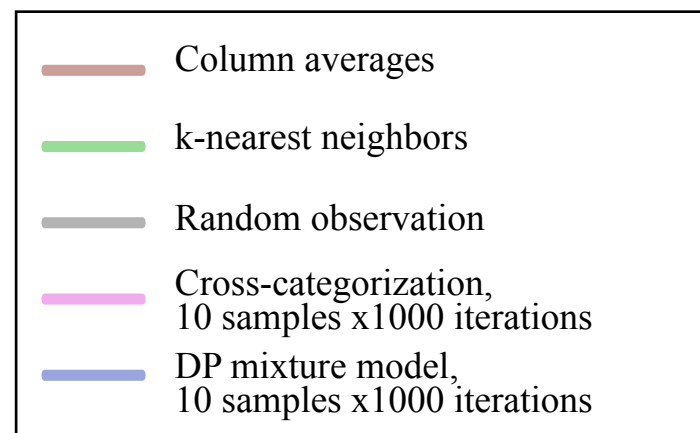 Column averages
k-nearest neighbors
Random observation
Cross-categorization,
10 samples x1000 iterations
DP mixture model,
10 samples x1000 iterations